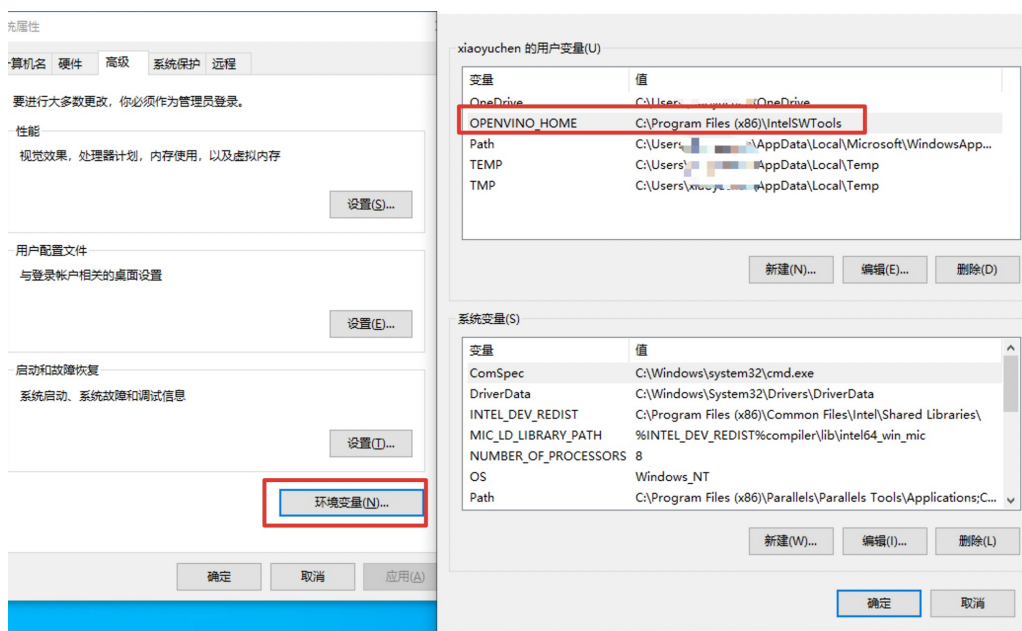 统属性
计算机名 硬件 高级 系统保护 远程
要进行大多数更改，你必须作为管理员登录。
性能
视觉效果，处理器计划，内存使用，以及虚拟内存
设置(S)...
用户配置文件
与登录帐户相关的桌面设置
设置(E)...
启动和故障恢复
系统启动、系统故障和调试信息
设置(T)...
环境变量(N)...
确定 取消 应用(A)
xiaoyuchen 的用户变量(U)
变量 值
OneDrive C:\Users \OneDrive
OPENVINO_HOME C:\Program Files (x86)\IntelSWTools
Path C:\Users \AppData\Local\Microsoft\WindowsApp...
TEMP C:\Users\ \AppData\Local\Temp
TMP C:\Users\ \AppData\Local\Temp
新建(N)... 编辑(E)... 删除(D)
系统变量(S)
变量 值
ComSpec C:\Windows\system32\cmd.exe
DriverData C:\Windows\System32\Drivers\DriverData
INTEL_DEV_REDIST C:\Program Files (x86)\Common Files\Intel\Shared Libraries\
MIC_LD_LIBRARY_PATH %INTEL_DEV_REDIST%compiler\lib\intel64_win_mic
NUMBER_OF_PROCESSORS 8
OS Windows_NT
Path C:\Program Files (x86)\Parallels\Parallels Tools\Applications;C...
新建(W)... 编辑(I)... 删除(L)
确定 取消